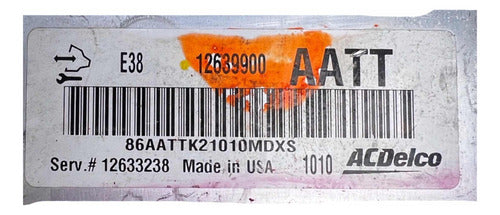 E38 12639900 AATT
86AATTK21010MDXS
Serv.# 12633238 Made in USA 1010 ACDelco